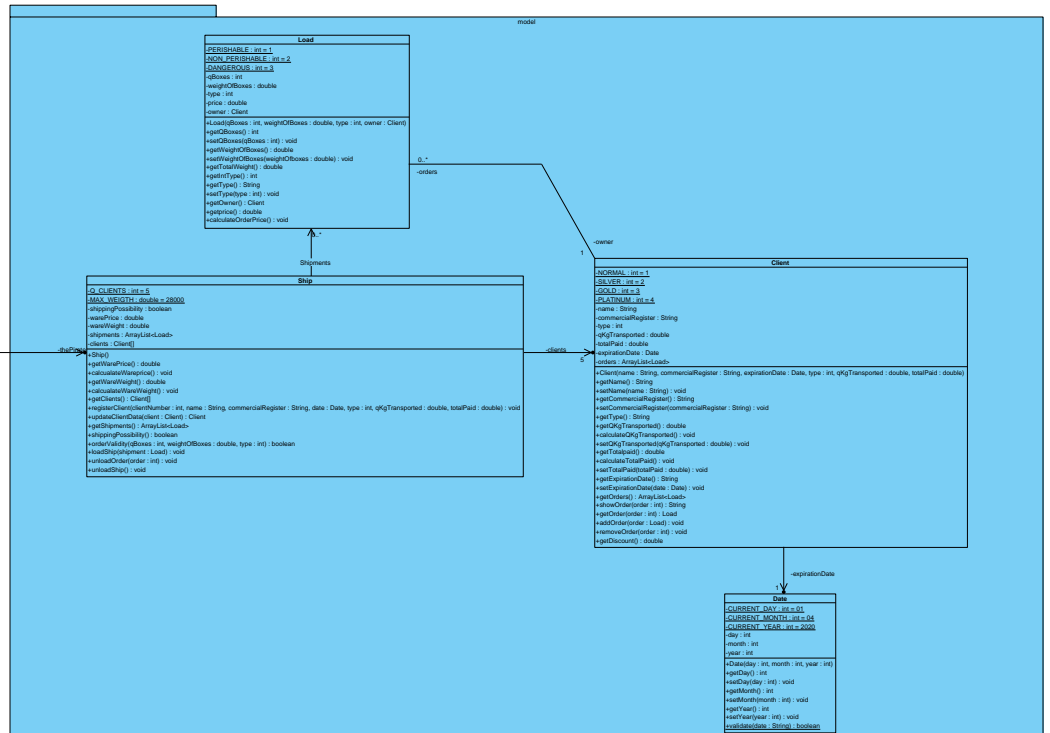 model
Load
-PERISHABLE : int = 1
-NON_PERISHABLE : int = 2
-DANGEROUS : int = 3
-qBoxes : int
-weightOfBoxes : double
-type : int
-price : double
-owner : Client
+Load(qBoxes : int, weightOfBoxes : double, type : int, owner : Client)
+getQBoxes() : int
+setQBoxes(qBoxes : int) : void
+getWeightOfBoxes() : double
+setWeightOfBoxes(weightOfboxes : double) : void
+getTotalWeight() : double
+getIntType() : int
+getType() : String
+setType(type : int) : void
+getOwner() : Client
+getprice() : double
+calculateOrderPrice() : void
0..*
-orders
-owner
1
0..*
Shipments
Ship
-Q_CLIENTS : int = 5
-MAX_WEIGTH : double = 28000
-shippingPossibility : boolean
-warePrice : double
-wareWeight : double
-shipments : ArrayList<Load>
-clients : Client[]
+Ship()
+getWarePrice() : double
+calcualateWareprice() : void
+getWareWeight() : double
+calcualateWareWeight() : void
+getClients() : Client[]
+registerClient(clientNumber : int, name : String, commercialRegister : String, date : Date, type : int, qKgTransported : double, totalPaid : double) : void
+updateClientData(client : Client) : Client
+getShipments() : ArrayList<Load>
+shippingPossibility() : boolean
+orderValidity(qBoxes : int, weightOfBoxes : double, type : int) : boolean
+loadShip(shipment : Load) : void
+unloadOrder(order : int) : void
+unloadShip() : void
-clients
5
Client
-NORMAL : int = 1
-SILVER : int = 2
-GOLD : int = 3
-PLATINUM : int = 4
-name : String
-commercialRegister : String
-type : int
-qKgTransported : double
-totalPaid : double
-expirationDate : Date
-orders : ArrayList<Load>
+Client(name : String, commercialRegister : String, expirationDate : Date, type : int, qKgTransported : double, totalPaid : double)
+getName() : String
+setName(name : String) : void
+getCommercialRegister() : String
+setCommercialRegister(commercialRegister : String) : void
+getType() : String
+getQKgTransported() : double
+calculateQKgTransported() : void
+setQKgTransported(qKgTransported : double) : void
+getTotalpaid() : double
+calculateTotalPaid() : void
+setTotalPaid(totalPaid : double) : void
+getExpirationDate() : String
+setExpirationDate(date : Date) : void
+getOrders() : ArrayList<Load>
+showOrder(order : int) : String
+getOrder(order : int) : Load
+addOrder(order : Load) : void
+removeOrder(order : int) : void
+getDiscount() : double
-expirationDate
1
Date
-CURRENT_DAY : int = 01
-CURRENT_MONTH : int = 04
-CURRENT_YEAR : int = 2020
-day : int
-month : int
-year : int
+Date(day : int, month : int, year : int)
+getDay() : int
+setDay(day : int) : void
+getMonth() : int
+setMonth(month : int) : void
+getYear() : int
+setYear(year : int) : void
+validate(date : String) : boolean